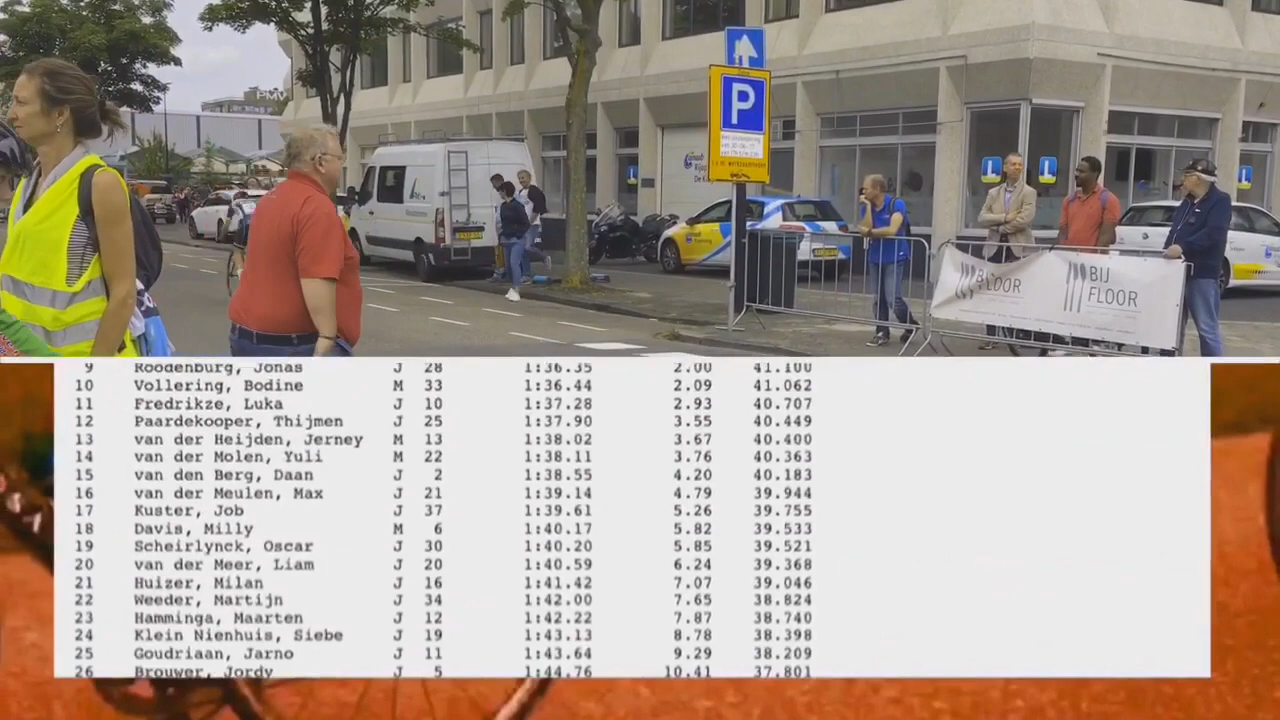 P
BIJ
FLOOR
BIJ
FLOOR
9 Roodenburg, Jonas J 28 1:36.35 2.00 41.100
10 Vollering, Bodine M 33 1:36.44 2.09 41.062
11 Fredrikze, Luka J 10 1:37.28 2.93 40.707
12 Paardekooper, Thijmen J 25 1:37.90 3.55 40.449
13 van der Heijden, Jerney M 13 1:38.02 3.67 40.400
14 van der Molen, Yuli M 22 1:38.11 3.76 40.363
15 van den Berg, Daan J 2 1:38.55 4.20 40.183
16 van der Meulen, Max J 21 1:39.14 4.79 39.944
17 Kuster, Job J 37 1:39.61 5.26 39.755
18 Davis, Milly M 6 1:40.17 5.82 39.533
19 Scheirlynck, Oscar J 30 1:40.20 5.85 39.521
20 van der Meer, Liam J 20 1:40.59 6.24 39.368
21 Huizer, Milan J 16 1:41.42 7.07 39.046
22 Weeder, Martijn J 34 1:42.00 7.65 38.824
23 Hamminga, Maarten J 12 1:42.22 7.87 38.740
24 Klein Nienhuis, Siebe J 19 1:43.13 8.78 38.398
25 Goudriaan, Jarno J 11 1:43.64 9.29 38.209
26 Brouwer, Jordy J 5 1:44.76 10.41 37.801